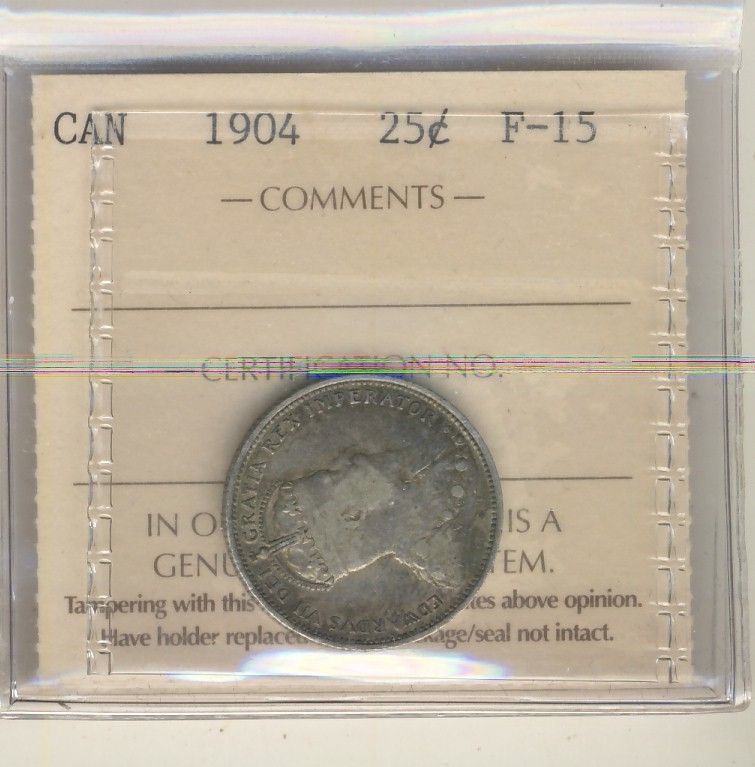 CAN 1904 25¢ F-15
— COMMENTS —
CERTIFICATION NO.
IN O IS A
GENU TEM.
Tampering with this tes above opinion.
Have holder replaced age/seal not intact.
EDWARDVS VII DEI GRATIA REX IMPERATOR